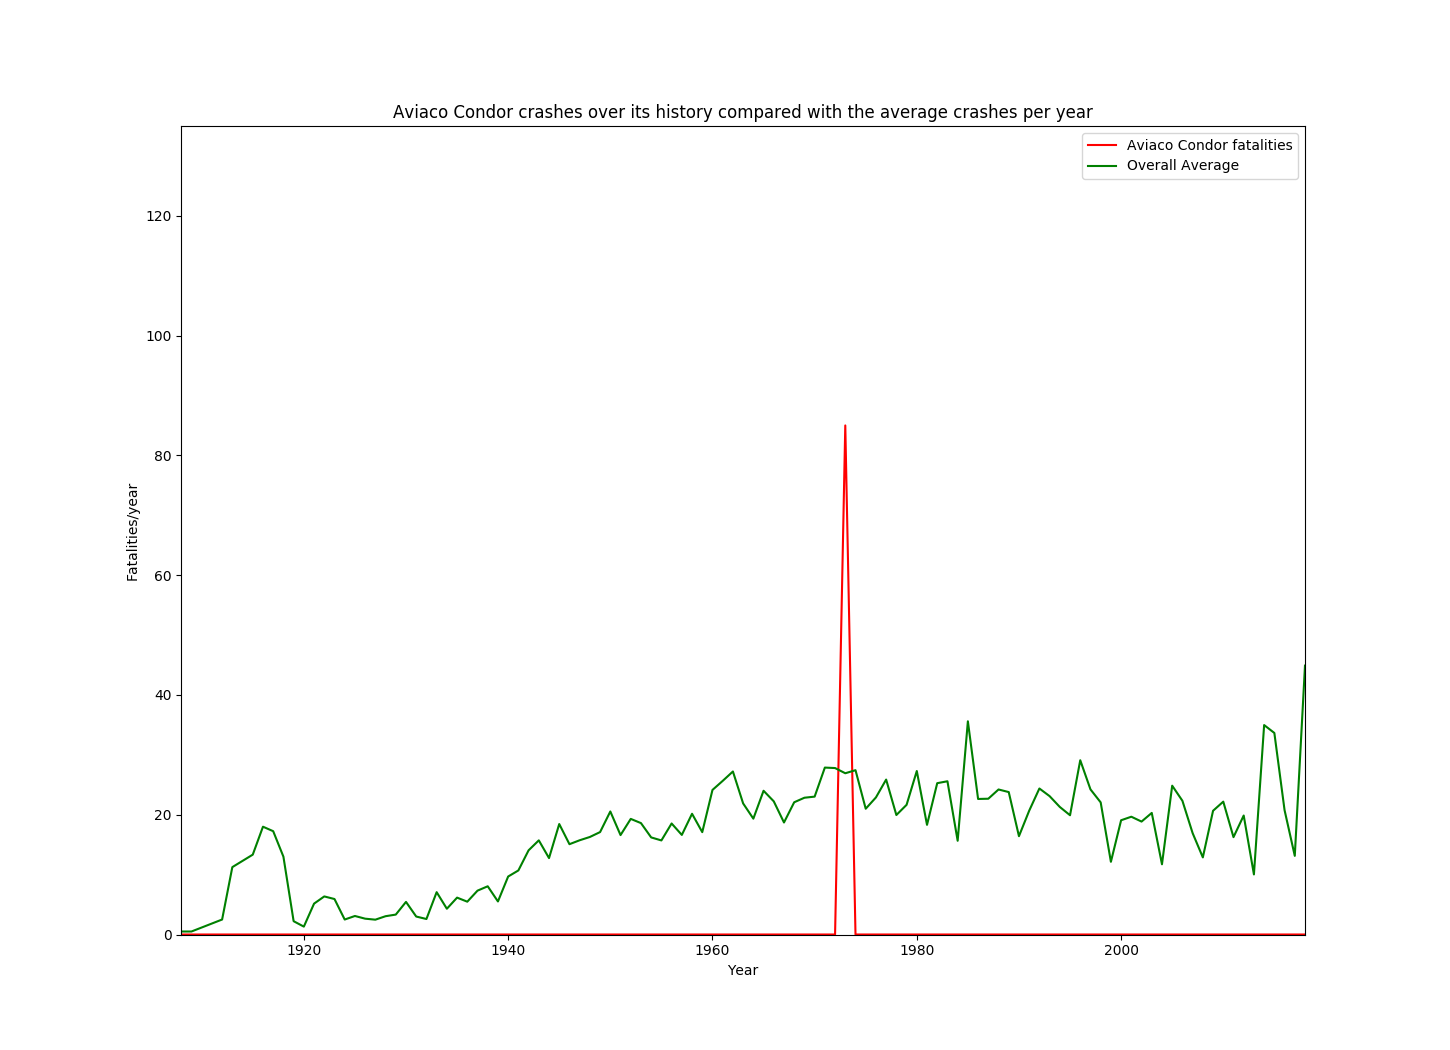 Aviaco Condor crashes over its history compared with the average crashes per year
Aviaco Condor fatalities
Overall Average
120
100
80
60
40
20
0
Fatalities/year
1920 1940 1960 1980 2000
Year